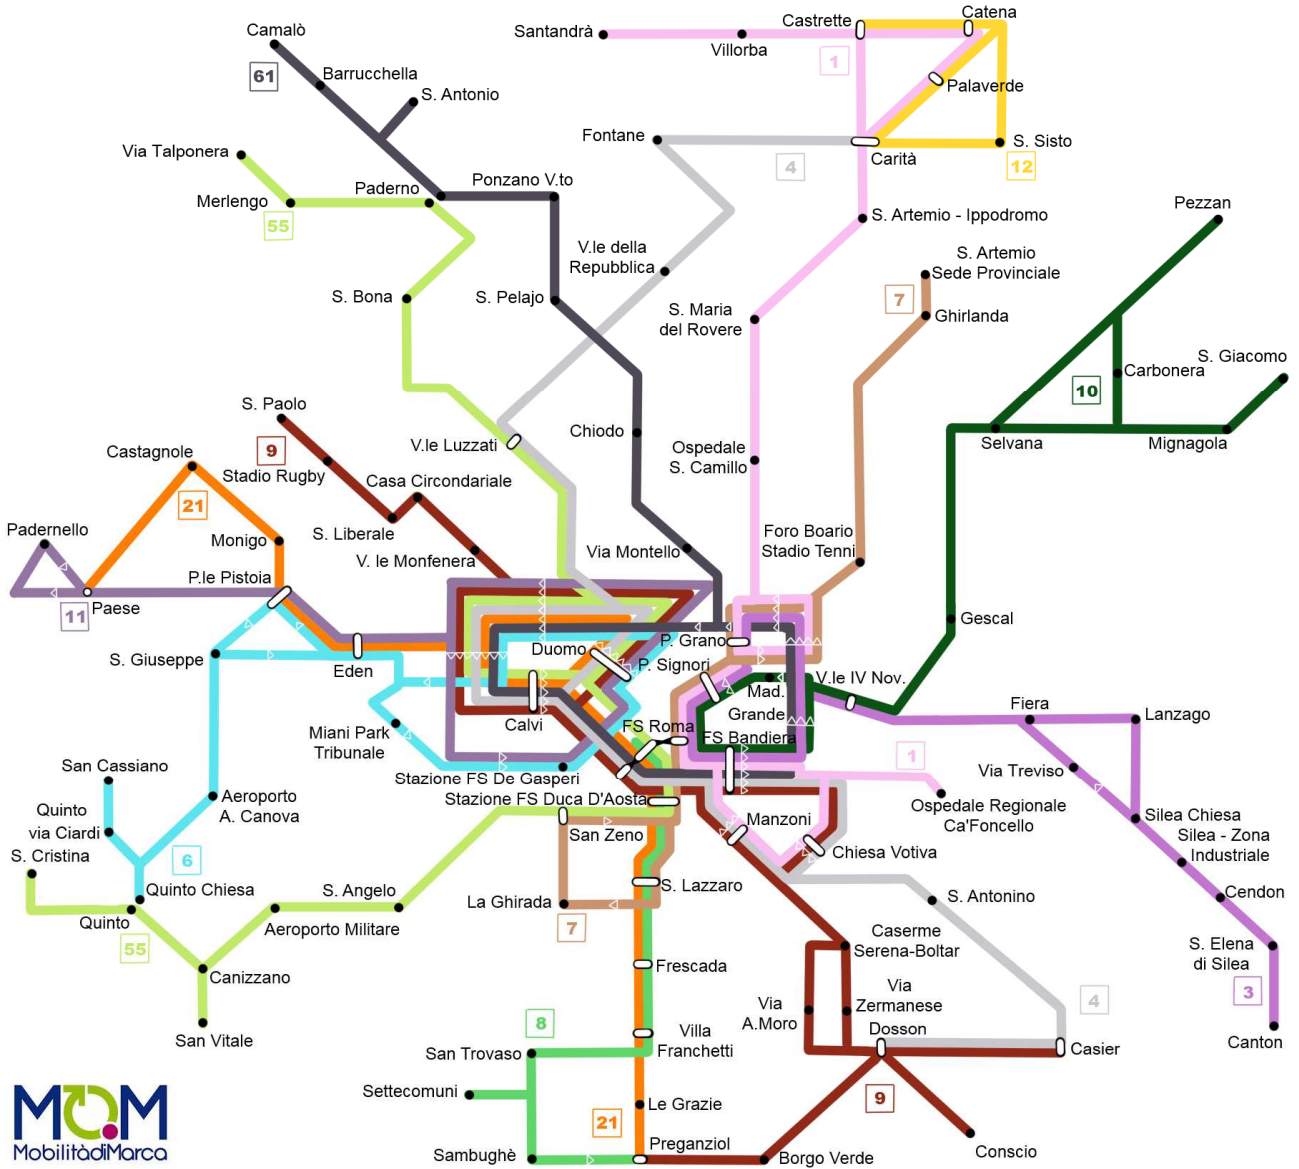 Camalò
61
Barrucchella
S. Antonio
Via Talponera
Merlengo
55
Paderno
Ponzano V.to
S. Bona
S. Pelajo
Santandrà
Villorba
Castrette
Catena
1
Palaverde
Fontane
4
Carità
S. Sisto
12
S. Artemio - Ippodromo
V.le della
Repubblica
S. Maria
del Rovere
S. Artemio
Sede Provinciale
7
Ghirlanda
Pezzan
S. Giacomo
Carbonera
10
Selvana
Mignagola
S. Paolo
9
Stadio Rugby
V.le Luzzati
Chiodo
Ospedale
S. Camillo
Castagnole
21
Casa Circondariale
S. Liberale
V. le Monfenera
Via Montello
Foro Boario
Stadio Tenni
Padernello
Monigo
P.le Pistoia
11
Paese
Gescal
S. Giuseppe
Eden
Duomo
P. Grano
P. Signori
Mad.
Grande
V.le IV Nov.
Fiera
Lanzago
Miani Park
Tribunale
Calvi
FS Roma
FS Bandiera
1
Via Treviso
San Cassiano
Stazione FS De Gasperi
Stazione FS Duca D'Aosta
Ospedale Regionale
Ca'Foncello
Quinto
via Ciardi
Aeroporto
A. Canova
San Zeno
Manzoni
Silea Chiesa
Silea - Zona
Industriale
S. Cristina
6
Chiesa Votiva
Quinto Chiesa
S. Angelo
S. Lazzaro
S. Antonino
Cendon
La Ghirada
Quinto
55
Aeroporto Militare
7
Caserme
Serena-Boltar
S. Elena
di Silea
Canizzano
Frescada
Via
A.Moro
Via
Zermanese
3
4
San Vitale
8
Villa
Franchetti
Dosson
Casier
Canton
San Trovaso
Settecomuni
Le Grazie
9
21
Preganziol
Sambughè
Borgo Verde
Conscio
MOM
MobilitàdiMarca